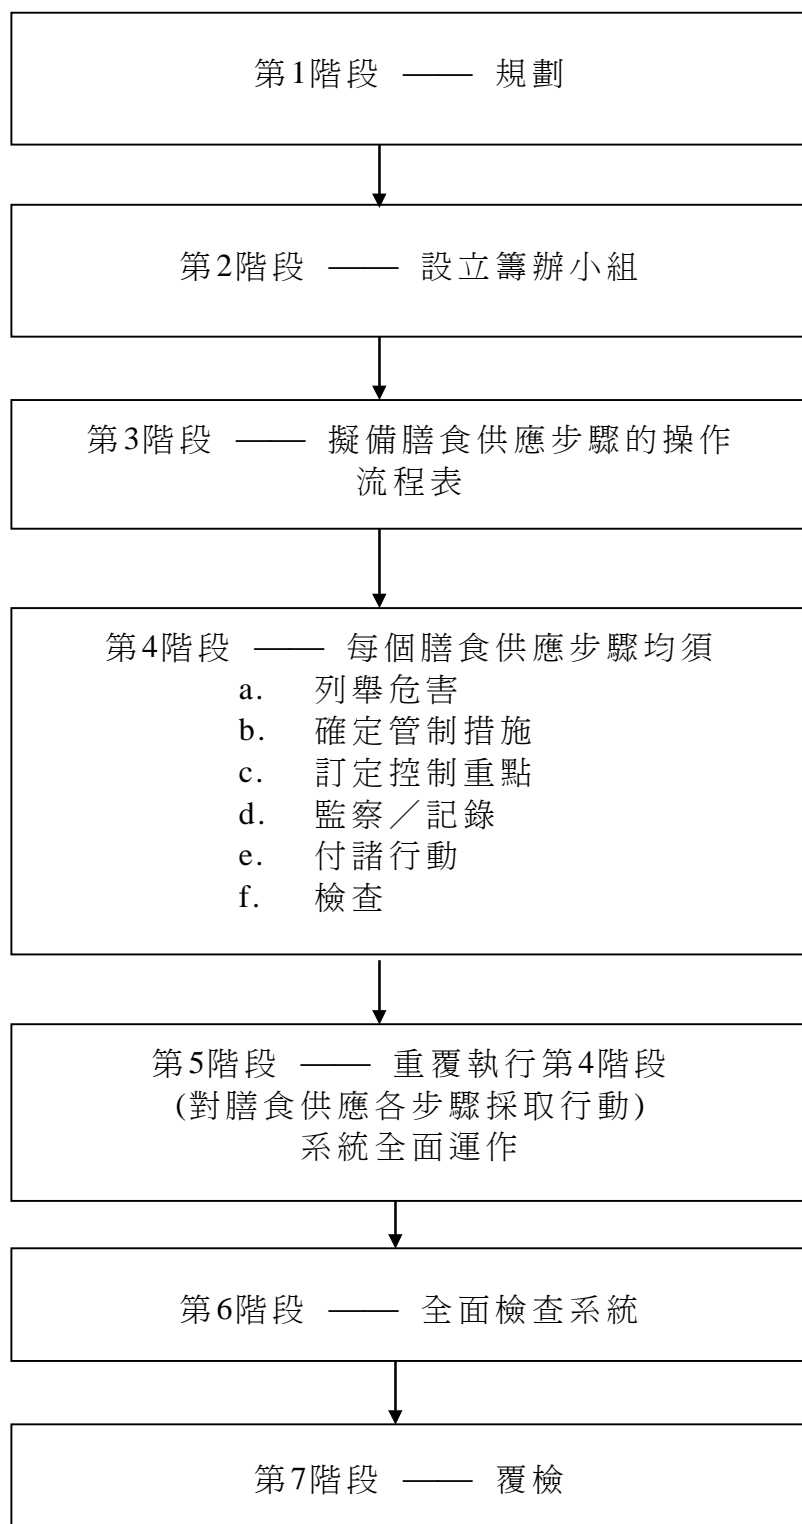 第1階段 —— 規劃
第2階段 —— 設立籌辦小組
第3階段 —— 擬備膳食供應步驟的操作
流程表
第4階段 —— 每個膳食供應步驟均須
a. 列舉危害
b. 確定管制措施
c. 訂定控制重點
d. 監察／記錄
e. 付諸行動
f. 檢查
第5階段 —— 重覆執行第4階段
(對膳食供應各步驟採取行動)
系統全面運作
第6階段 —— 全面檢查系統
第7階段 —— 覆檢